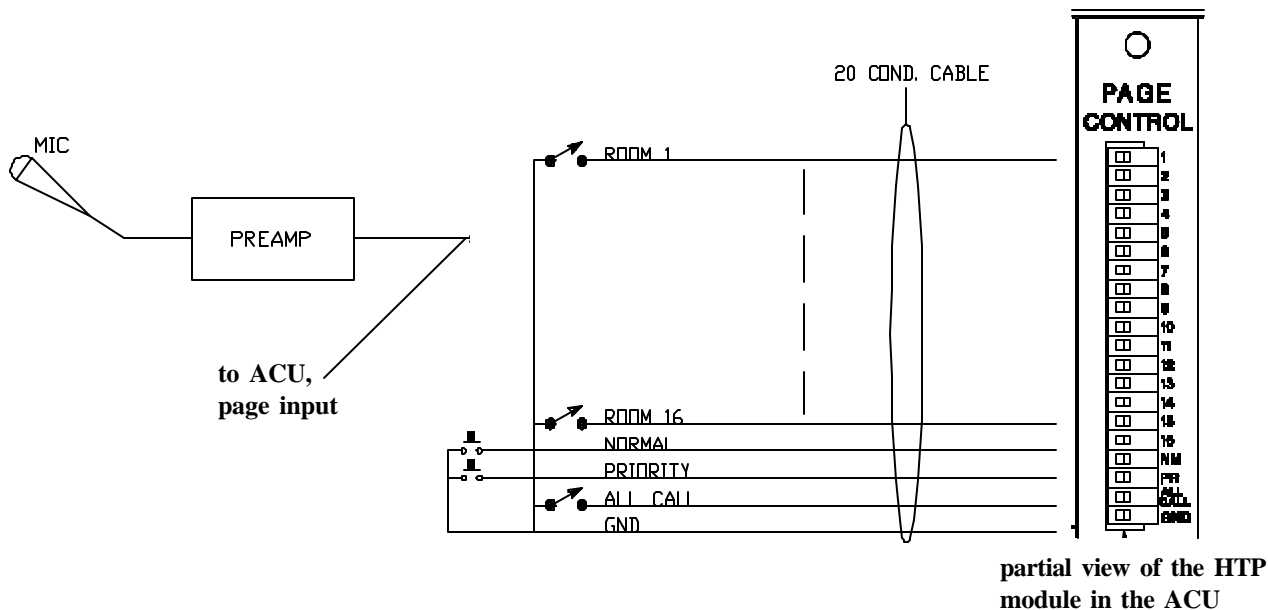 20 COND. CABLE
PAGE
CONTROL
MIC
ROOM 1
PREAMP
to ACU,
page input
ROOM 16
NORMAL
PRIORITY
ALL CALL
GND
1
2
3
4
5
6
7
8
9
10
11
12
13
14
15
16
NM
PR
ALL
CALL
GND
partial view of the HTP
module in the ACU